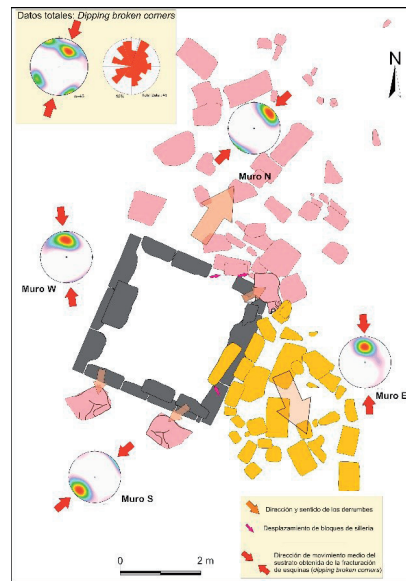 Datos totales: Dipping broken corners
N
Muro N
Muro W
Muro E
Muro S
Dirección y sentido de los derrumbes
Desplazamiento de bloques de sillería
Dirección de movimiento medio del
sustrato obtenida de la fracturación
de esquinas (dipping broken corners)
0
2 m